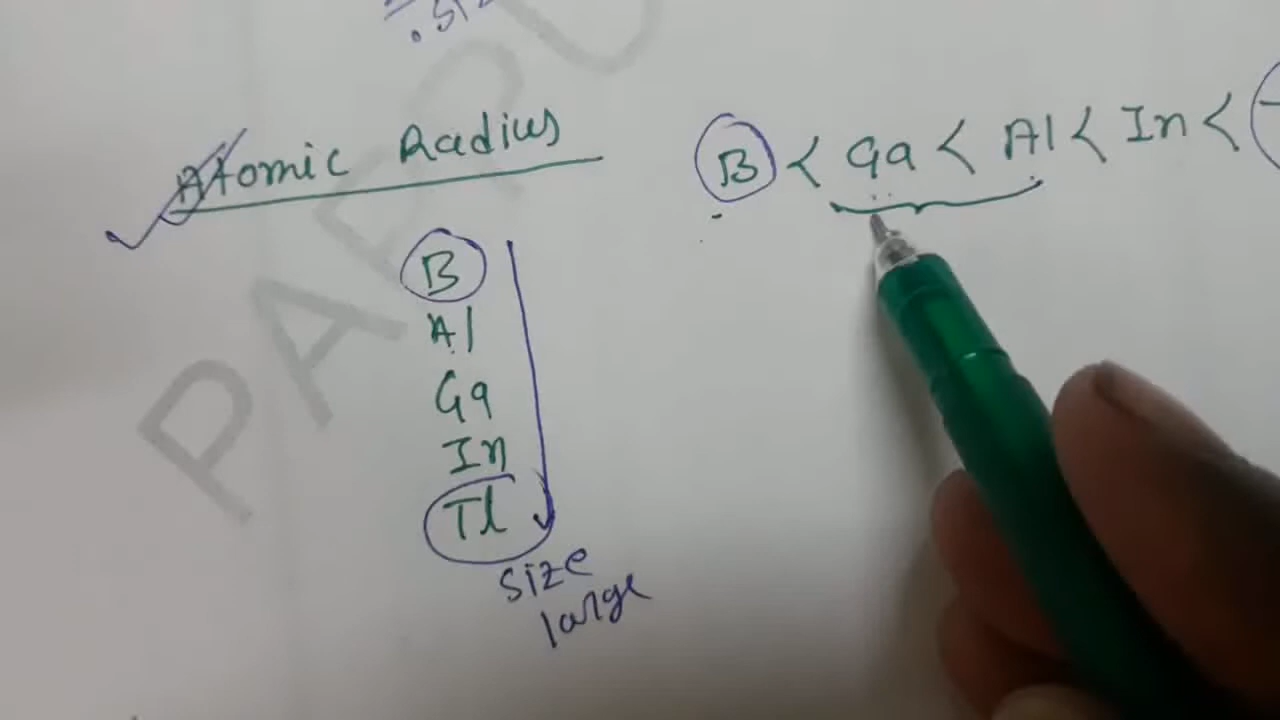 Atomic Radius
B < Ga < Al < In <
B
Al
Ga
In
Tl
size
large